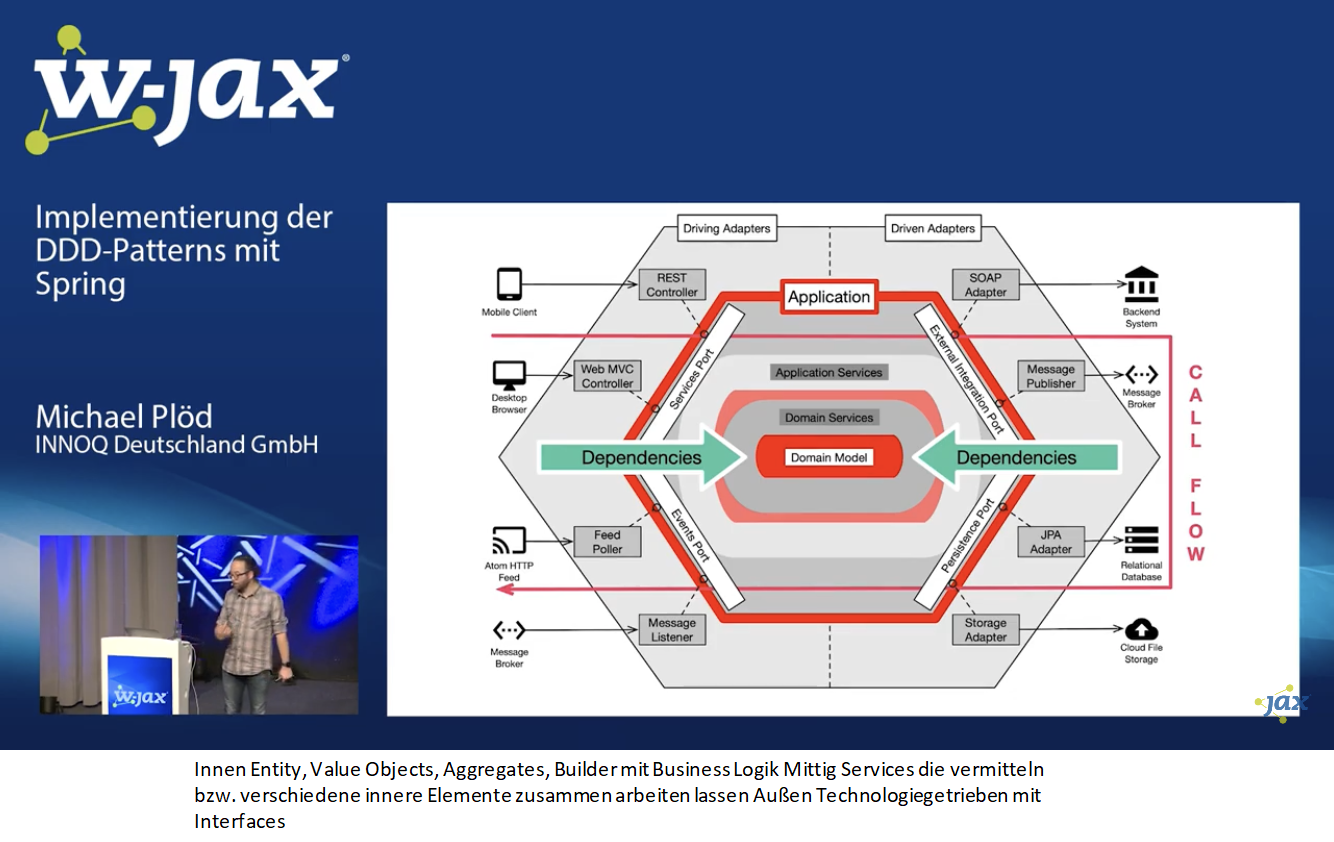 w-jax®
Implementierung der
DDD-Patterns mit
Spring
Michael Plöd
INNOQ Deutschland GmbH
w-jax
Driving Adapters
Driven Adapters
REST
Controller
SOAP
Adapter
Application
Mobile Client
Backend
System
Services Port
External Integration Port
Web MVC
Controller
Application Services
Message
Publisher
Desktop
Browser
Message
Broker
Domain Services
Dependencies
Domain Model
Dependencies
CALL FLOW
Events Port
Persistence Port
Feed
Poller
JPA
Adapter
Atom HTTP
Feed
Relational
Database
Message
Listener
Storage
Adapter
Message
Broker
Cloud File
Storage
jax
Innen Entity, Value Objects, Aggregates, Builder mit Business Logik Mittig Services die vermitteln
bzw. verschiedene innere Elemente zusammen arbeiten lassen Außen Technologiegetrieben mit
Interfaces